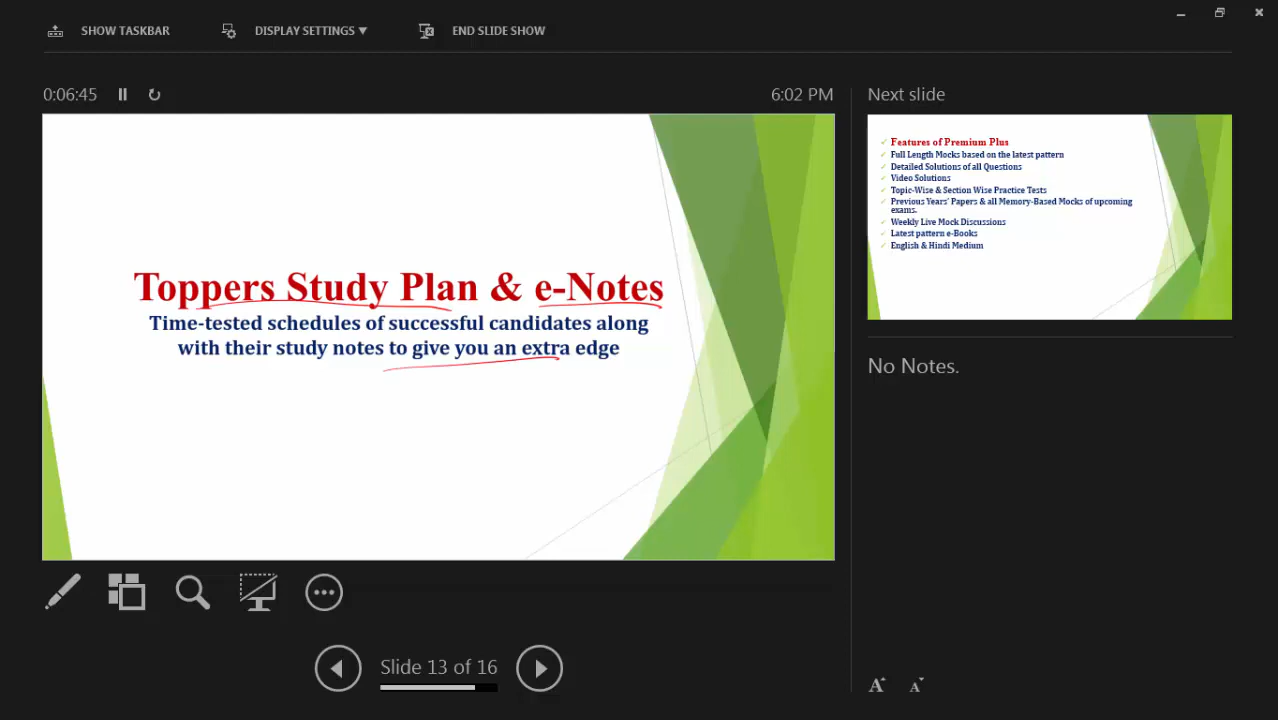 SHOW TASKBAR
DISPLAY SETTINGS ▼
END SLIDE SHOW
0:06:45
6:02 PM
Toppers Study Plan & e-Notes
Time-tested schedules of successful candidates along
with their study notes to give you an extra edge
Slide 13 of 16
Next slide
✓ Features of Premium Plus
✓ Full Length Mocks based on the latest pattern
✓ Detailed Solutions of all Questions
✓ Video Solutions
✓ Topic-Wise & Section Wise Practice Tests
✓ Previous Years' Papers & all Memory-Based Mocks of upcoming
exams.
✓ Weekly Live Mock Discussions
✓ Latest pattern e-Books
✓ English & Hindi Medium
No Notes.
A A